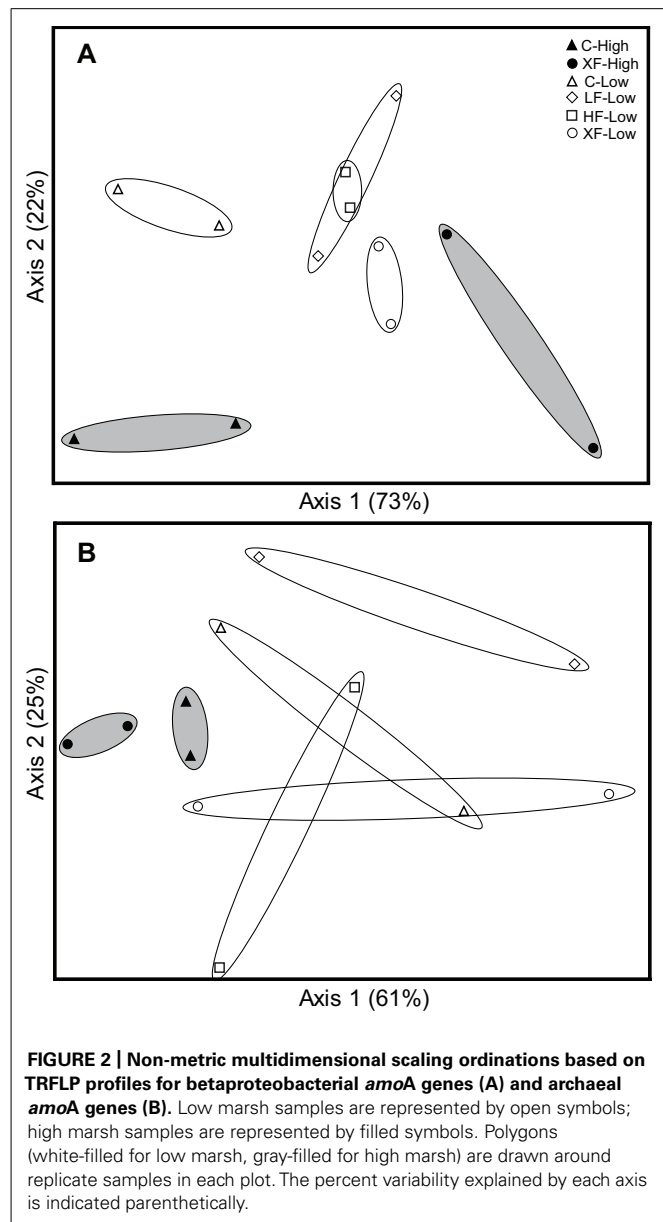 A
C-High
XF-High
C-Low
LF-Low
HF-Low
XF-Low
Axis 2 (22%)
Axis 1 (73%)
B
Axis 2 (25%)
Axis 1 (61%)
FIGURE 2 | Non-metric multidimensional scaling ordinations based on
TRFLP profiles for betaproteobacterial amoA genes (A) and archaeal
amoA genes (B). Low marsh samples are represented by open symbols;
high marsh samples are represented by filled symbols. Polygons
(white-filled for low marsh, gray-filled for high marsh) are drawn around
replicate samples in each plot. The percent variability explained by each axis
is indicated parenthetically.